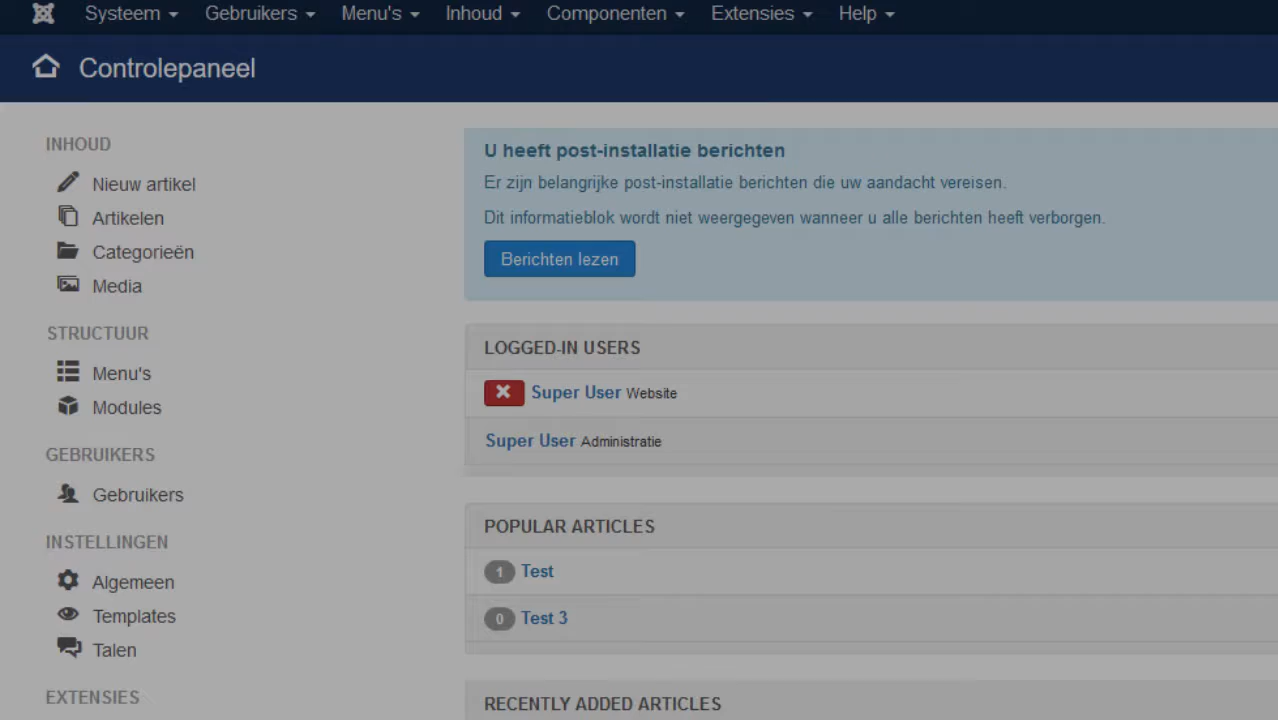 Systeem Gebruikers Menu's Inhoud Componenten Extensies Help
Controlepaneel
INHOUD
Nieuw artikel
Artikelen
Categorieën
Media
STRUCTUUR
Menu's
Modules
GEBRUIKERS
Gebruikers
INSTELLINGEN
Algemeen
Templates
Talen
EXTENSIES
U heeft post-installatie berichten
Er zijn belangrijke post-installatie berichten die uw aandacht vereisen.
Dit informatieblok wordt niet weergegeven wanneer u alle berichten heeft verborgen.
Berichten lezen
LOGGED-IN USERS
Super User Website
Super User Administratie
POPULAR ARTICLES
1 Test
0 Test 3
RECENTLY ADDED ARTICLES